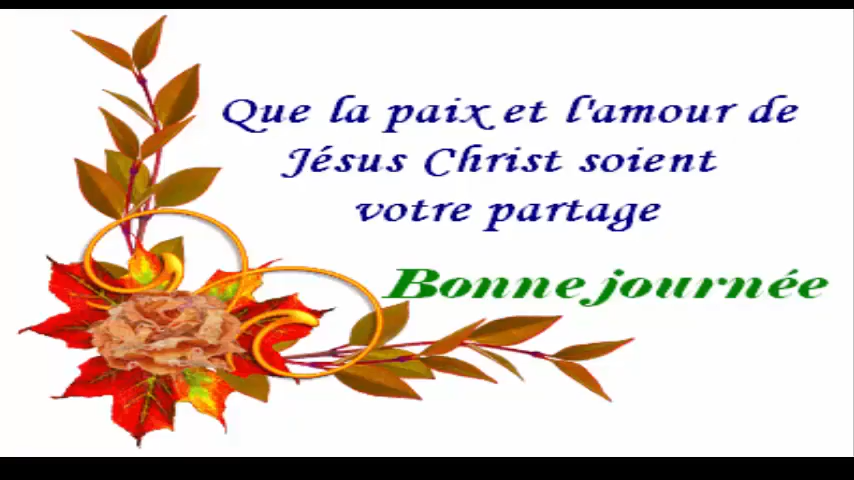 Que la paix et l'amour de
Jésus Christ soient
votre partage
Bonne journée